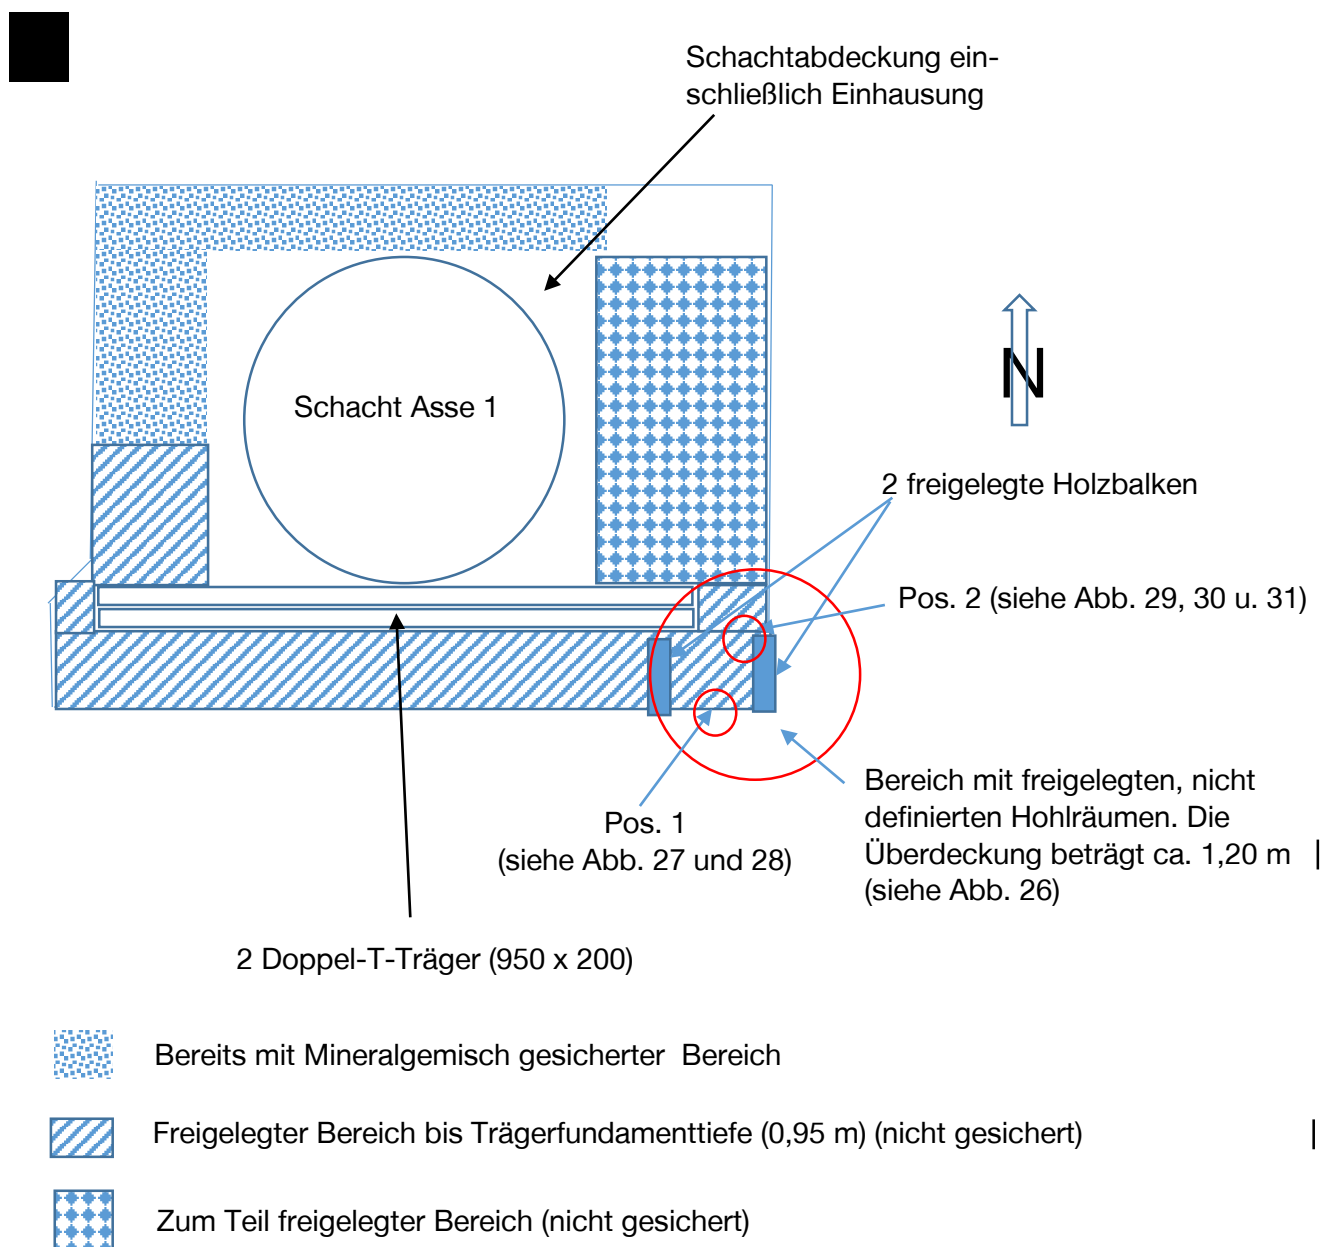 Schachtabdeckung ein-
schließlich Einhausung
Schacht Asse 1
N
2 freigelegte Holzbalken
Pos. 2 (siehe Abb. 29, 30 u. 31)
Bereich mit freigelegten, nicht
definierten Hohlräumen. Die
Überdeckung beträgt ca. 1,20 m
(siehe Abb. 26)
Pos. 1
(siehe Abb. 27 und 28)
2 Doppel-T-Träger (950 x 200)
Bereits mit Mineralgemisch gesicherter Bereich
Freigelegter Bereich bis Trägerfundamenttiefe (0,95 m) (nicht gesichert)
Zum Teil freigelegter Bereich (nicht gesichert)